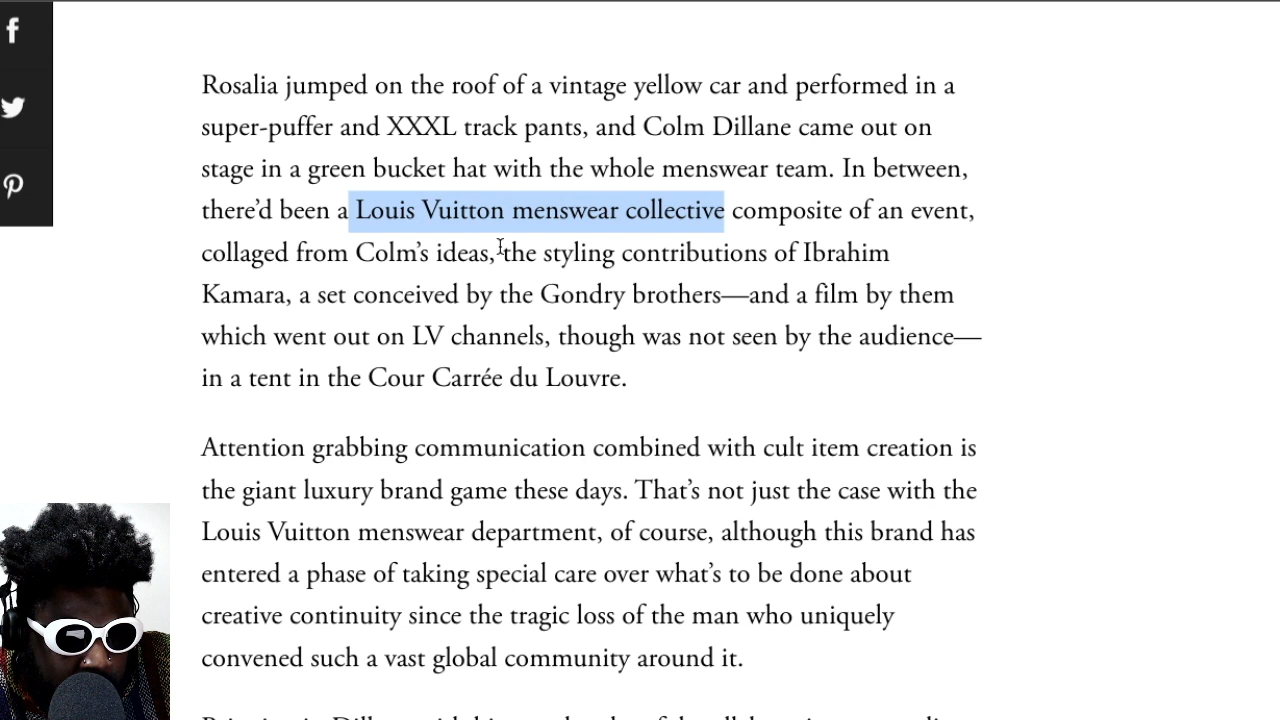 Rosalia jumped on the roof of a vintage yellow car and performed in a
super-puffer and XXXL track pants, and Colm Dillane came out on
stage in a green bucket hat with the whole menswear team. In between,
there’d been a Louis Vuitton menswear collective composite of an event,
collaged from Colm’s ideas, the styling contributions of Ibrahim
Kamara, a set conceived by the Gondry brothers—and a film by them
which went out on LV channels, though was not seen by the audience—
in a tent in the Cour Carrée du Louvre.
Attention grabbing communication combined with cult item creation is
the giant luxury brand game these days. That’s not just the case with the
Louis Vuitton menswear department, of course, although this brand has
entered a phase of taking special care over what’s to be done about
creative continuity since the tragic loss of the man who uniquely
convened such a vast global community around it.